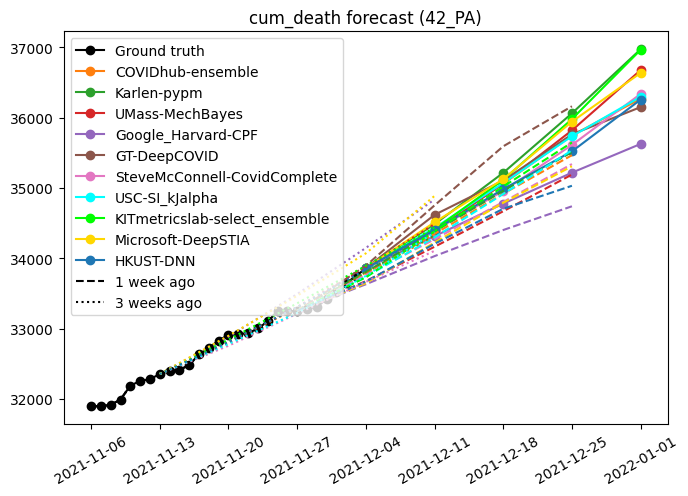 cum_death forecast (42_PA)
37000
36000
35000
34000
33000
32000
Ground truth
COVIDhub-ensemble
Karlen-pypm
UMass-MechBayes
Google_Harvard-CPF
GT-DeepCOVID
SteveMcConnell-CovidComplete
USC-SI_kJalpha
KITmetricslab-select_ensemble
Microsoft-DeepSTIA
HKUST-DNN
1 week ago
3 weeks ago
2021-11-06
2021-11-13
2021-11-20
2021-11-27
2021-12-04
2021-12-11
2021-12-18
2021-12-25
2022-01-01